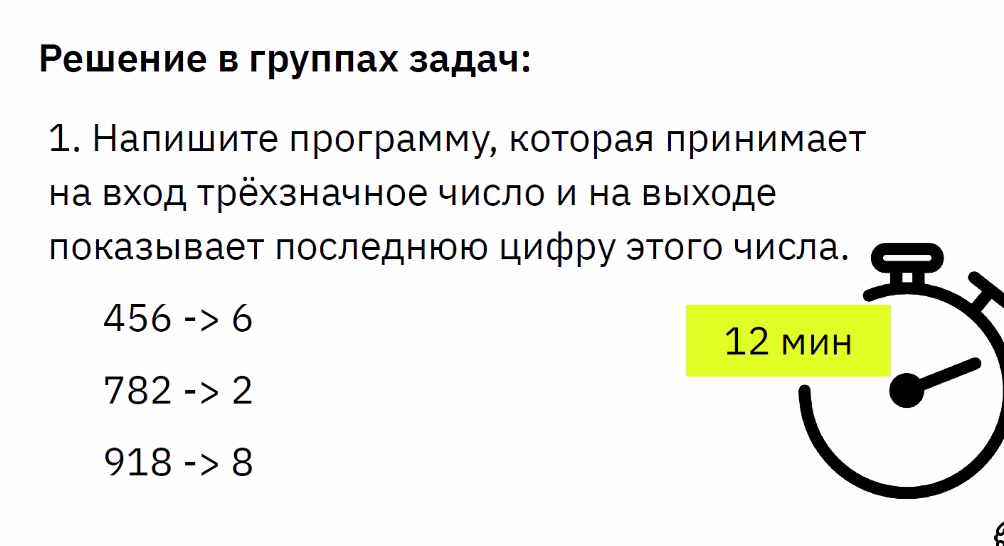 Решение в группах задач:
1. Напишите программу, которая принимает
на вход трёхзначное число и на выходе
показывает последнюю цифру этого числа.
456 -> 6
782 -> 2
918 -> 8
12 мин